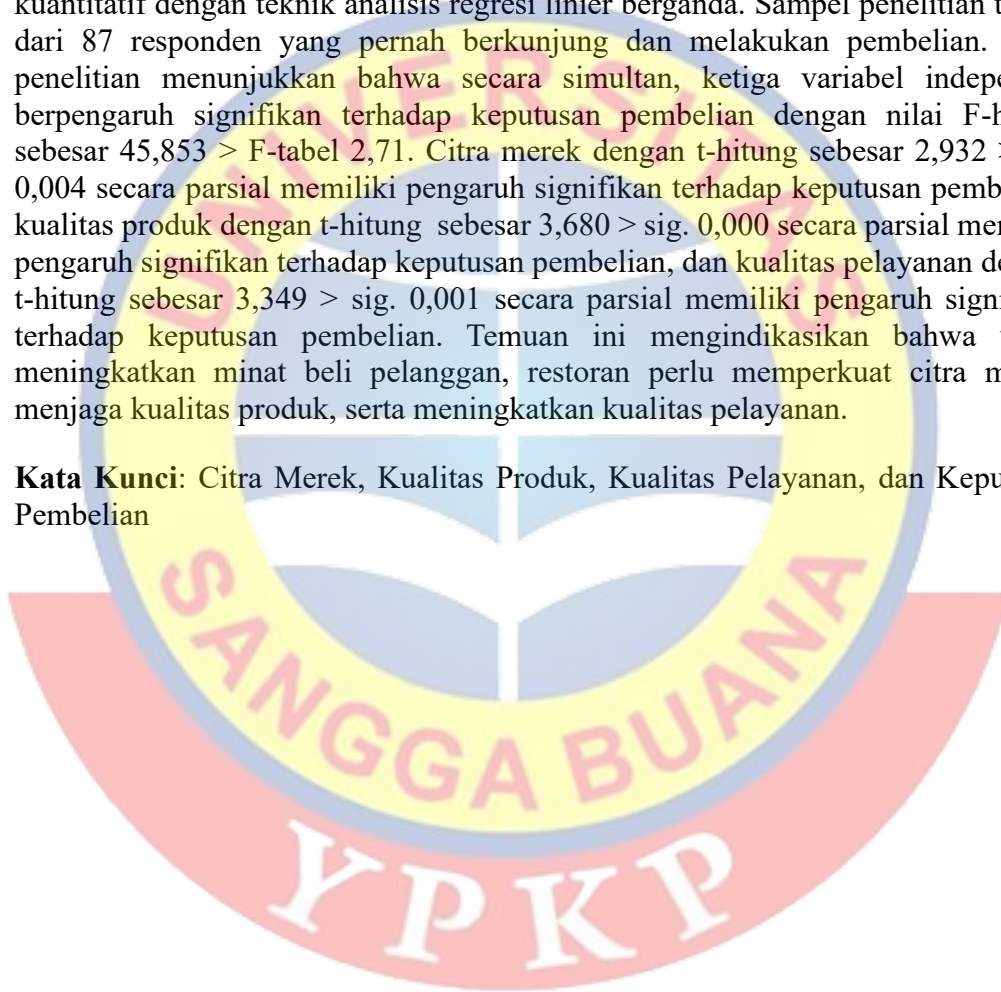 kuantitatif dengan teknik analisis regresi linier berganda. Sampel penelitian
dari 87 responden yang pernah berkunjung dan melakukan pembelian.
penelitian menunjukkan bahwa secara simultan, ketiga variabel
berpengaruh signifikan terhadap keputusan pembelian dengan nilai
sebesar 45,853 > F-tabel 2,71. Citra merek dengan t-hitung sebesar 2,932
0,004 secara parsial memiliki pengaruh signifikan terhadap keputusan
kualitas produk dengan t-hitung sebesar 3,680 > sig. 0,000 secara parsial
pengaruh signifikan terhadap keputusan pembelian, dan kualitas pelayanan
t-hitung sebesar 3,349 > sig. 0,001 secara parsial memiliki pengaruh
terhadap keputusan pembelian. Temuan ini mengindikasikan bahwa
meningkatkan minat beli pelanggan, restoran perlu memperkuat citra
menjaga kualitas produk, serta meningkatkan kualitas pelayanan.
Kata Kunci: Citra Merek, Kualitas Produk, Kualitas Pelayanan, dan
Pembelian
UNIVERSITAS
SANGGA BUANA
YPKP